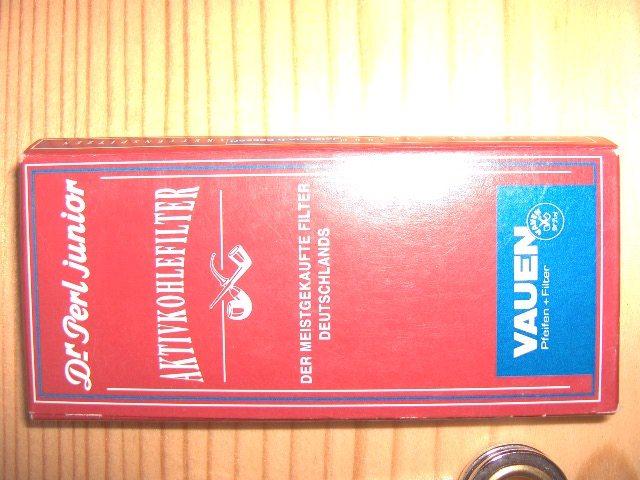 Dr Perl junior
AKTIVKOHLEFILTER
DER MEISTGEKAUFTE FILTER
DEUTSCHLANDS
VAUEN
Pfeifen + Filter